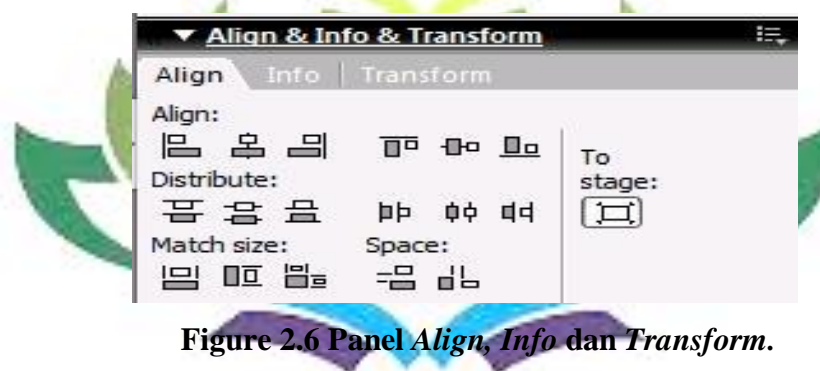 Align & Info & Transform
Align Info Transform
Align:
To stage:
Distribute:
Match size: Space:
Figure 2.6 Panel Align, Info dan Transform.